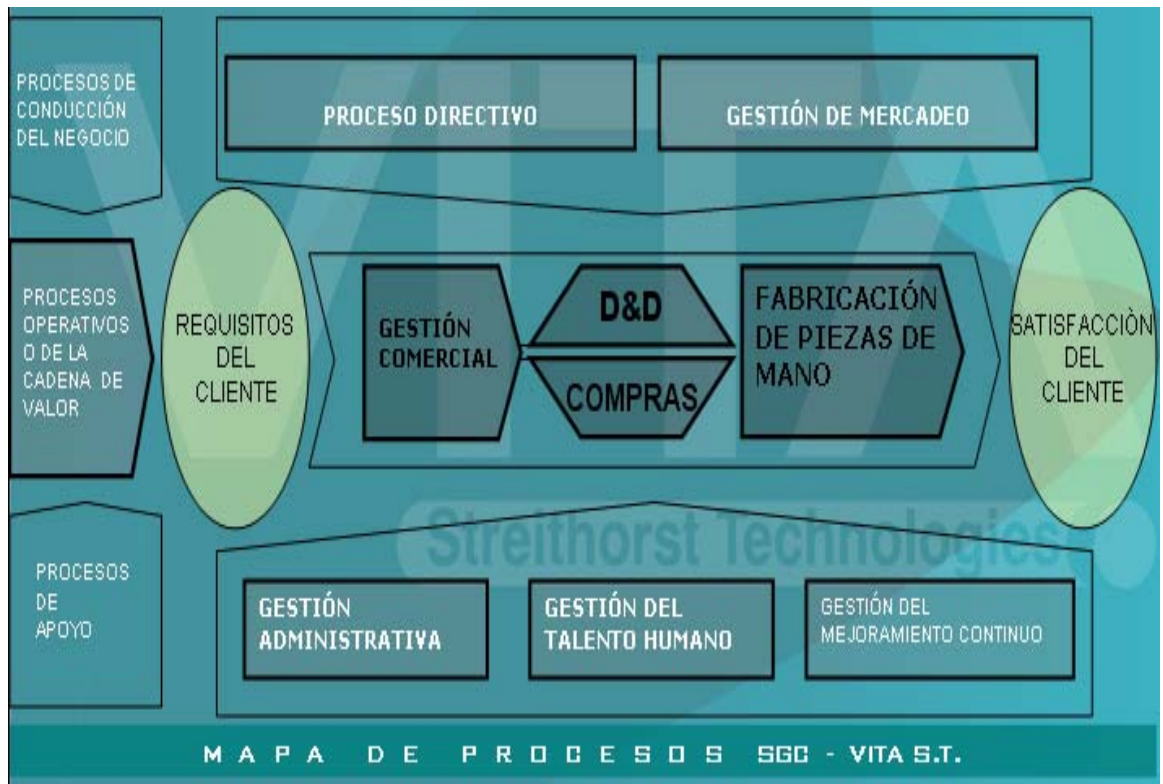 PROCESOS DE
CONDUCCIÓN
DEL NEGOCIO
PROCESO DIRECTIVO
GESTIÓN DE MERCADEO
PROCESOS
OPERATIVOS
O DE LA
CADENA DE
VALOR
REQUISITOS
DEL
CLIENTE
GESTIÓN
COMERCIAL
D&D
COMPRAS
FABRICACIÓN
DE PIEZAS DE
MANO
SATISFACCIÒN
DEL
CLIENTE
VITA
Streithorst Technologies
PROCESOS
DE
APOYO
GESTIÓN
ADMINISTRATIVA
GESTIÓN DEL
TALENTO HUMANO
GESTIÓN DEL
MEJORAMIENTO CONTINUO
MAPA DE PROCESOS SGC - VITA S.T.